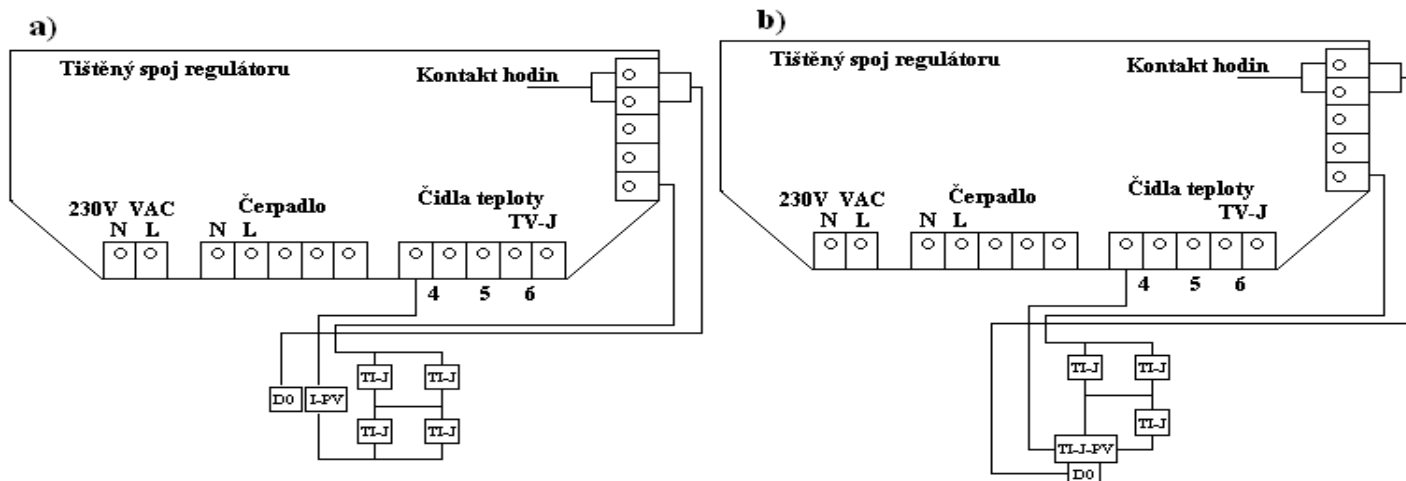 a)
Tištěný spoj regulátoru
Kontakt hodin
230V VAC
N L
Čerpadlo
N L
Čidla teploty
TV-J
4 5 6
TI-J TI-J
D0 I-PV
TI-J TI-J
b)
Tištěný spoj regulátoru
Kontakt hodin
230V VAC
N L
Čerpadlo
N L
Čidla teploty
TV-J
4 5 6
TI-J TI-J
TI-J
TI-J-PV
D0